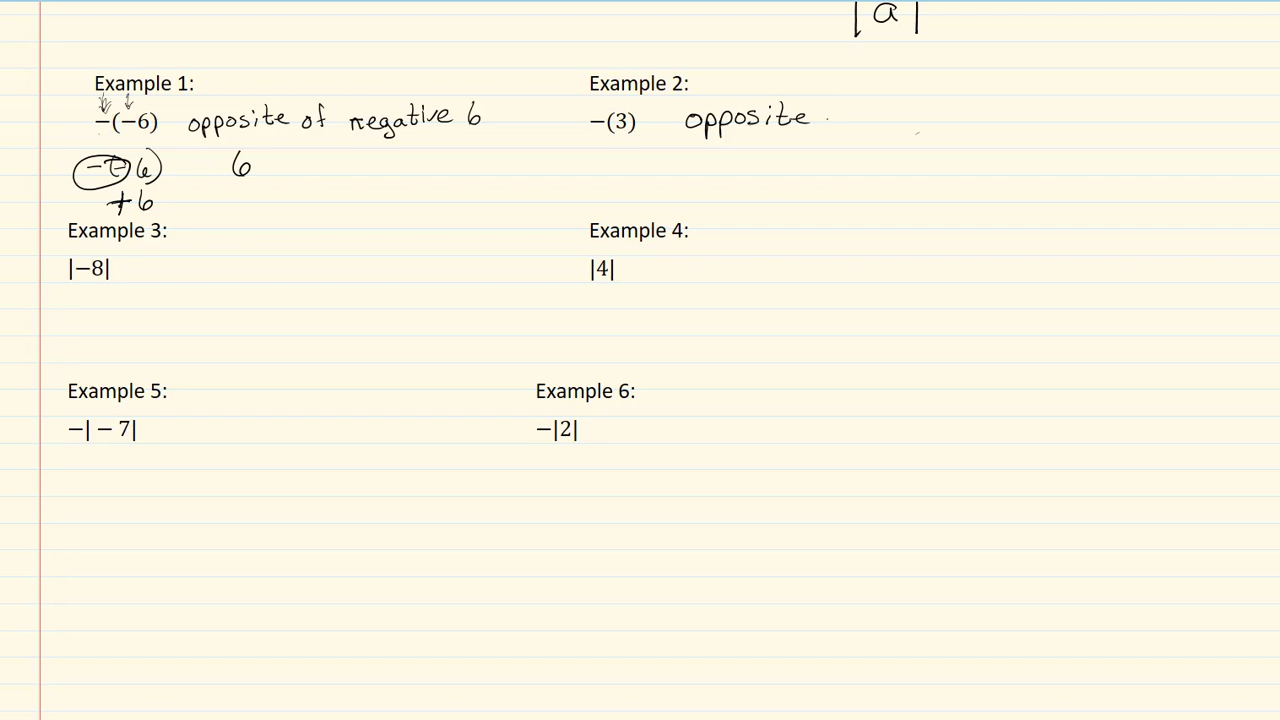 |a|
Example 1:
−(−6) opposite of negative 6
−(−6) 6
+6
Example 2:
−(3) opposite
Example 3:
|−8|
Example 4:
|4|
Example 5:
−| − 7|
Example 6:
−|2|